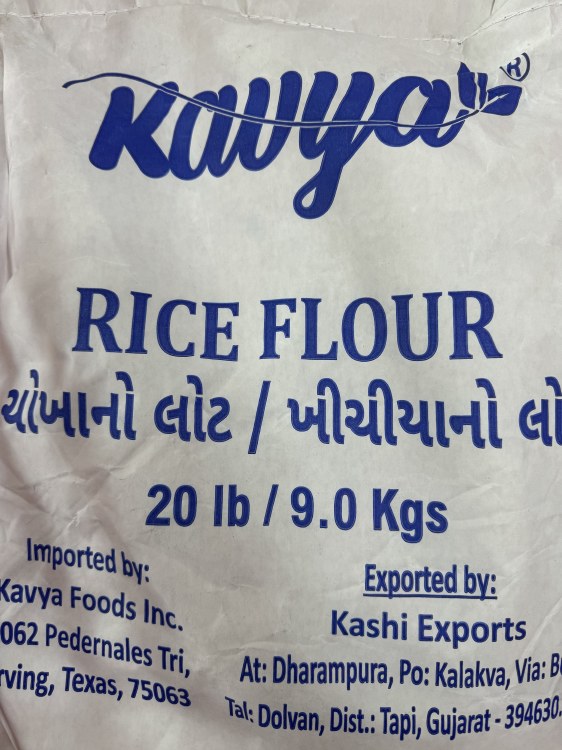 Kavya ®
RICE FLOUR
ચોખાનો લોટ / ખીચીયાનો લો
20 lb / 9.0 Kgs
Imported by:
Kavya Foods Inc.
062 Pedernales Tri,
rving, Texas, 75063
Exported by:
Kashi Exports
At: Dharampura, Po: Kalakva, Via:
Tal: Dolvan, Dist.: Tapi, Gujarat - 394630.